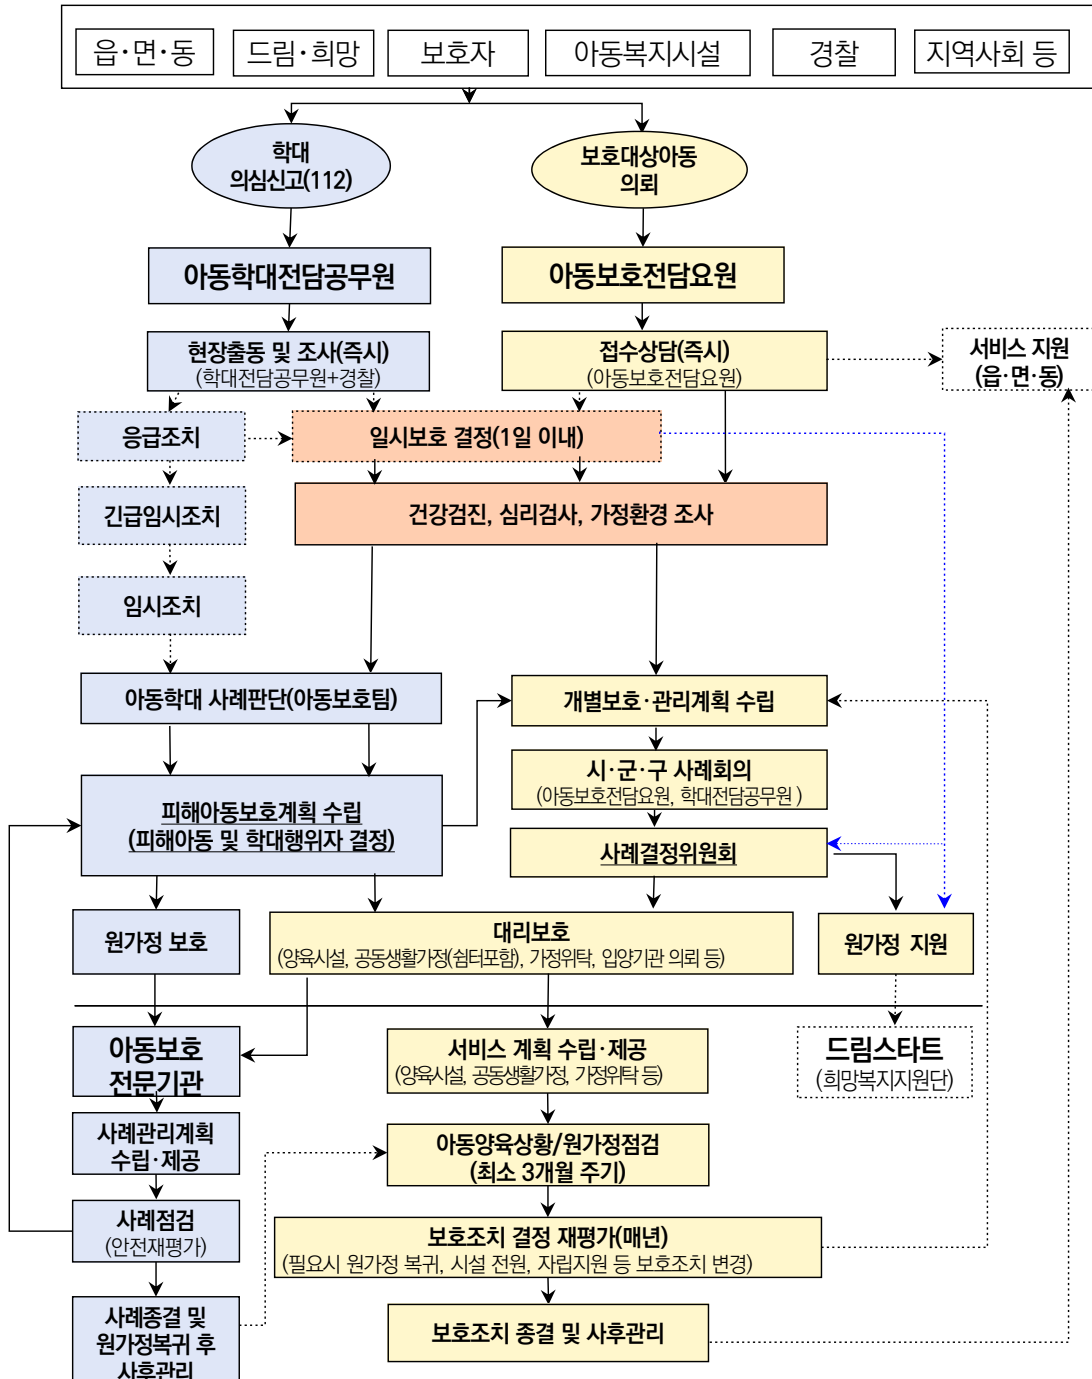 읍·면·동
드림·희망
보호자
아동복지시설
경찰
지역사회 등
학대
의심신고(112)
보호대상아동
의뢰
아동학대전담공무원
아동보호전담요원
현장출동 및 조사(즉시)
(학대전담공무원+경찰)
접수상담(즉시)
(아동보호전담요원)
서비스 지원
(읍·면·동)
응급조치
일시보호 결정(1일 이내)
긴급임시조치
건강검진, 심리검사, 가정환경 조사
임시조치
아동학대 사례판단(아동보호팀)
개별보호·관리계획 수립
시·군·구 사례회의
(아동보호전담요원, 학대전담공무원 )
피해아동보호계획 수립
(피해아동 및 학대행위자 결정)
사례결정위원회
원가정 보호
대리보호
(양육시설, 공동생활가정(쉼터포함), 가정위탁, 입양기관 의뢰 등)
원가정 지원
아동보호
전문기관
서비스 계획 수립·제공
(양육시설, 공동생활가정, 가정위탁 등)
드림스타트
(희망복지지원단)
사례관리계획
수립·제공
아동양육상황/원가정점검
(최소 3개월 주기)
사례점검
(안전재평가)
보호조치 결정 재평가(매년)
(필요시 원가정 복귀, 시설 전원, 자립지원 등 보호조치 변경)
사례종결 및
원가정복귀 후
사후관리
보호조치 종결 및 사후관리